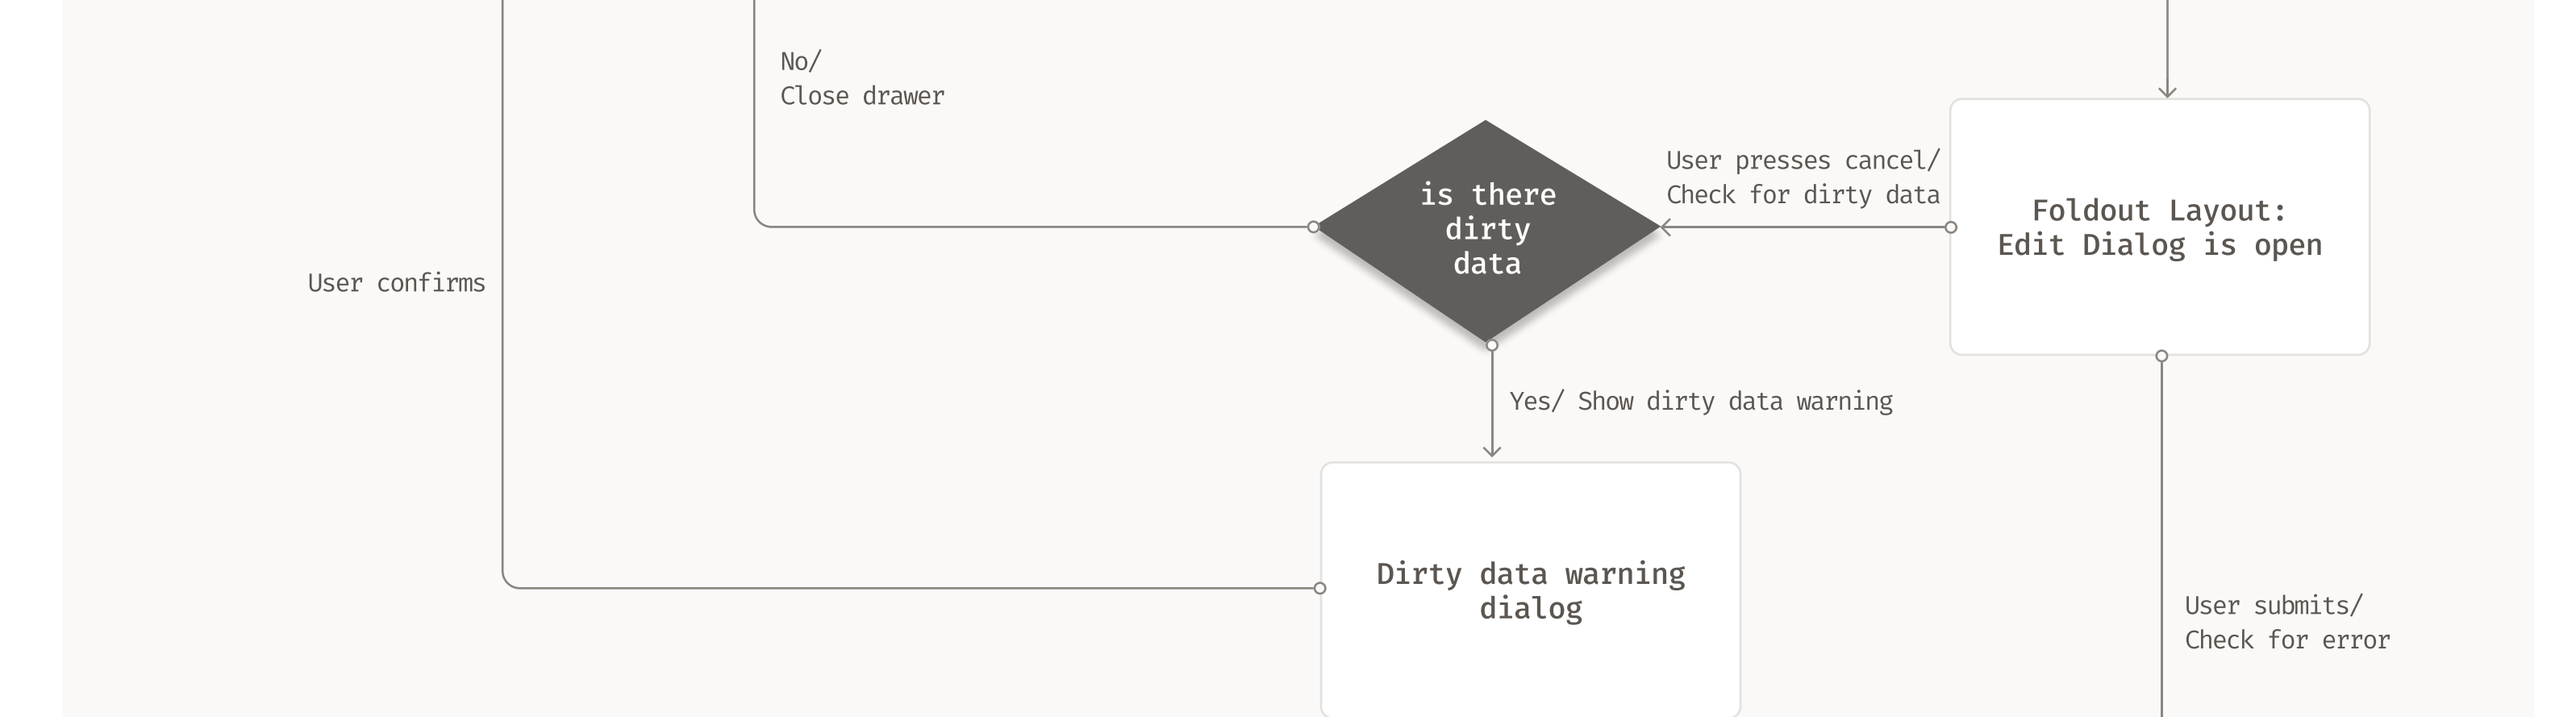 No/
Close drawer
User presses cancel/
Check for dirty data
is there
dirty
data
Foldout Layout:
Edit Dialog is open
User confirms
Yes/ Show dirty data warning
Dirty data warning
dialog
User submits/
Check for error